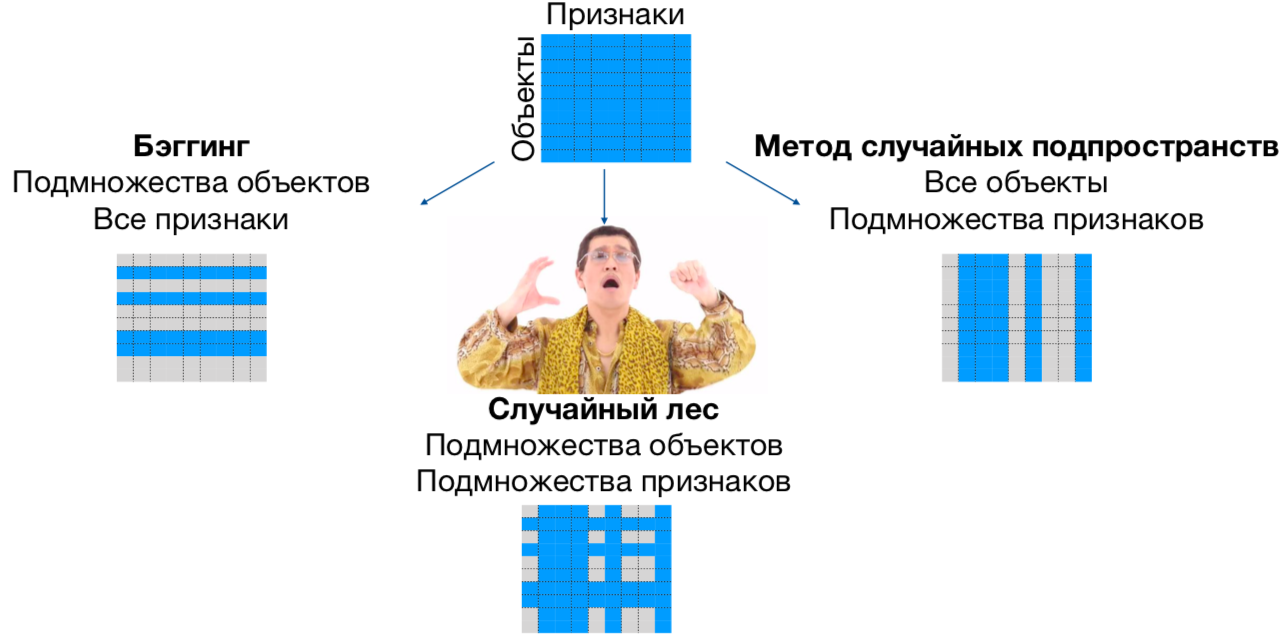 Признаки
Объекты
Бэггинг
Подмножества объектов
Все признаки
Метод случайных подпространств
Все объекты
Подмножества признаков
Случайный лес
Подмножества объектов
Подмножества признаков